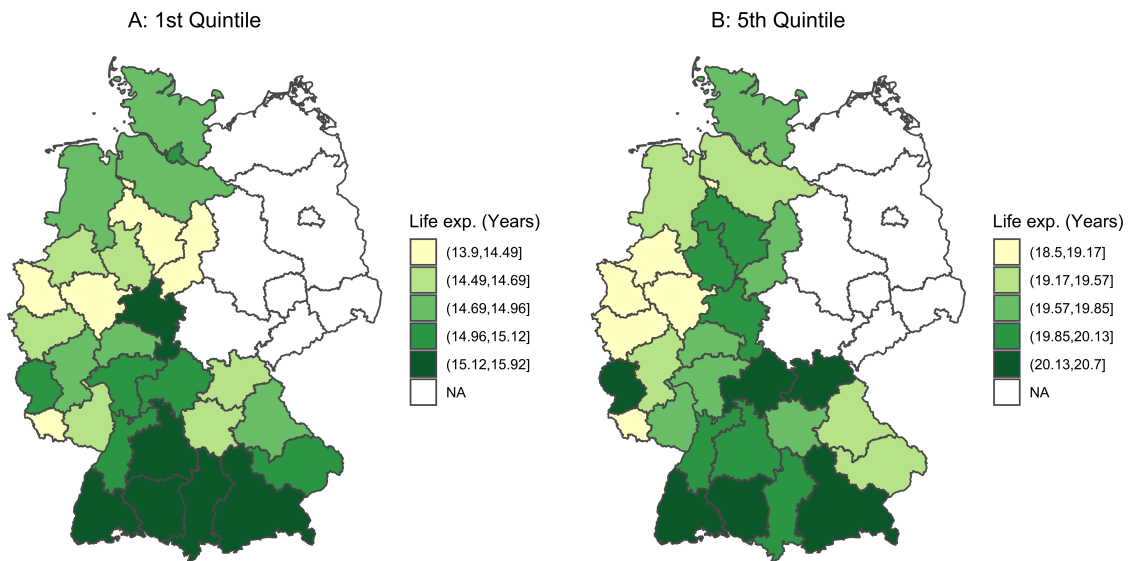 A: 1st Quintile
B: 5th Quintile
Life exp. (Years)
(13.9,14.49]
(14.49,14.69]
(14.69,14.96]
(14.96,15.12]
(15.12,15.92]
NA
Life exp. (Years)
(18.5,19.17]
(19.17,19.57]
(19.57,19.85]
(19.85,20.13]
(20.13,20.7]
NA